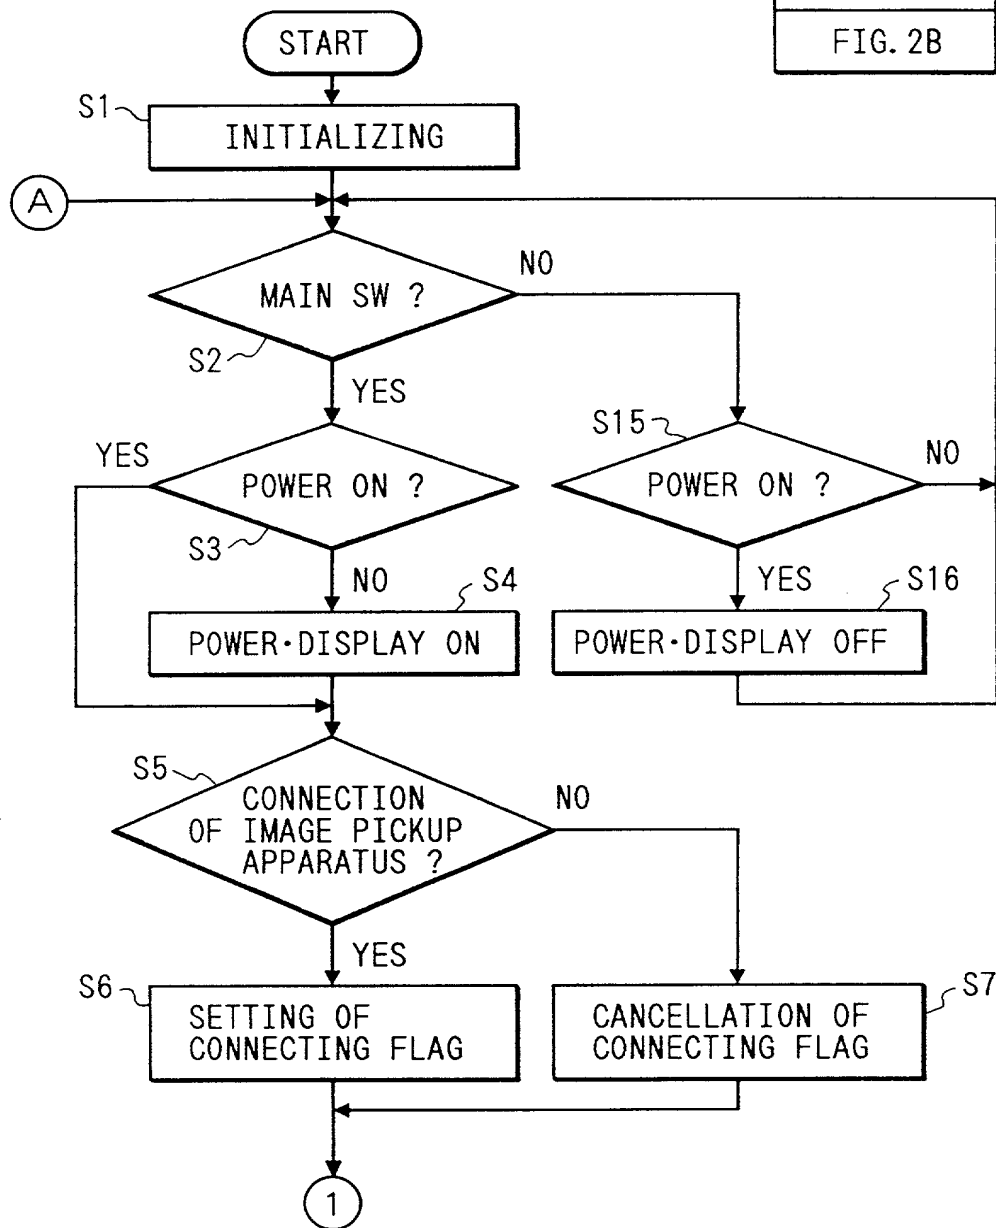 FIG. 2B
START
S1
INITIALIZING
A
MAIN SW ?
NO
S2
YES
S15
YES
POWER ON ?
POWER ON ?
NO
S3
NO
S4
YES
S16
POWER·DISPLAY ON
POWER·DISPLAY OFF
S5
CONNECTION
OF IMAGE PICKUP
APPARATUS ?
NO
YES
S6
SETTING OF
CONNECTING FLAG
S7
CANCELLATION OF
CONNECTING FLAG
1